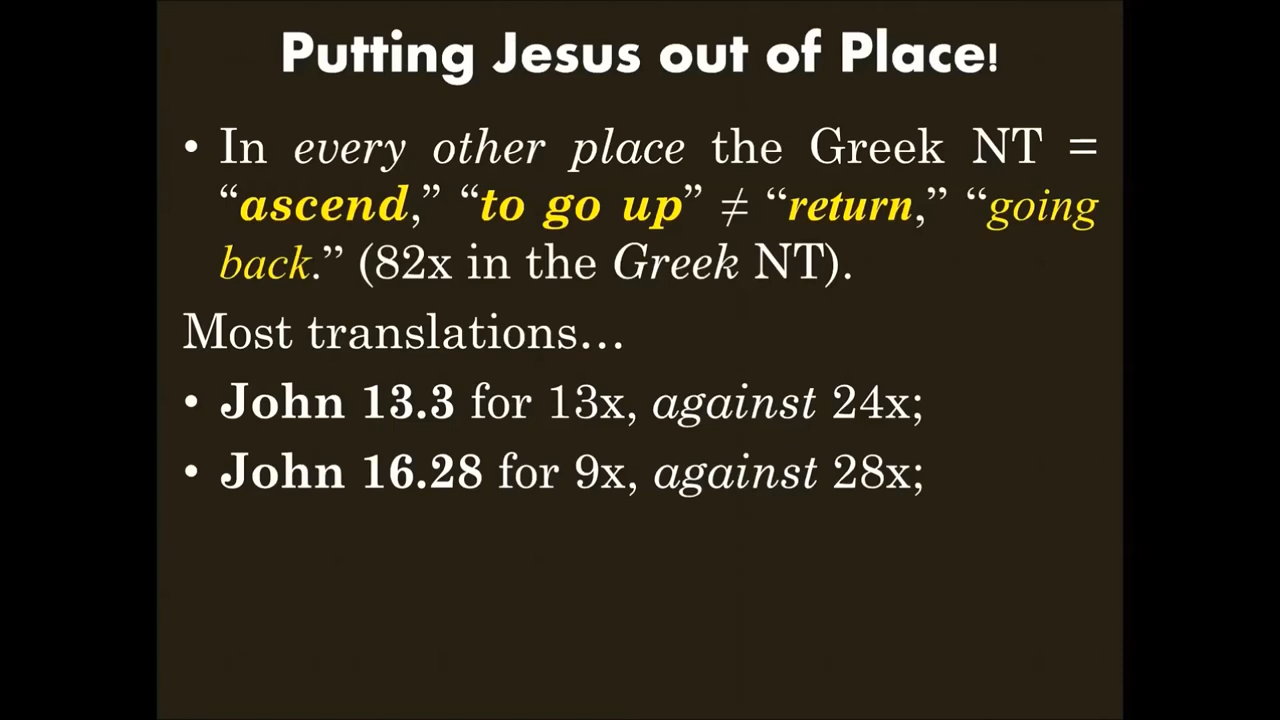 Putting Jesus out of Place!
• In every other place the Greek NT =
“ascend,” “to go up” ≠ “return,” “going
back.” (82x in the Greek NT).
Most translations…
• John 13.3 for 13x, against 24x;
• John 16.28 for 9x, against 28x;